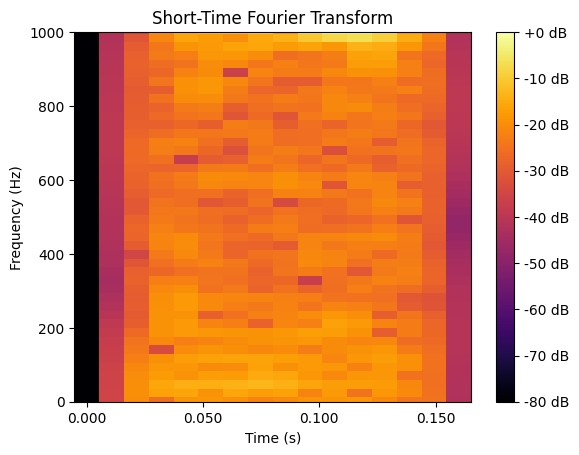 Short-Time Fourier Transform
1000
800
600
400
200
0
Frequency (Hz)
0.000
0.050
0.100
0.150
Time (s)
+0 dB
-10 dB
-20 dB
-30 dB
-40 dB
-50 dB
-60 dB
-70 dB
-80 dB